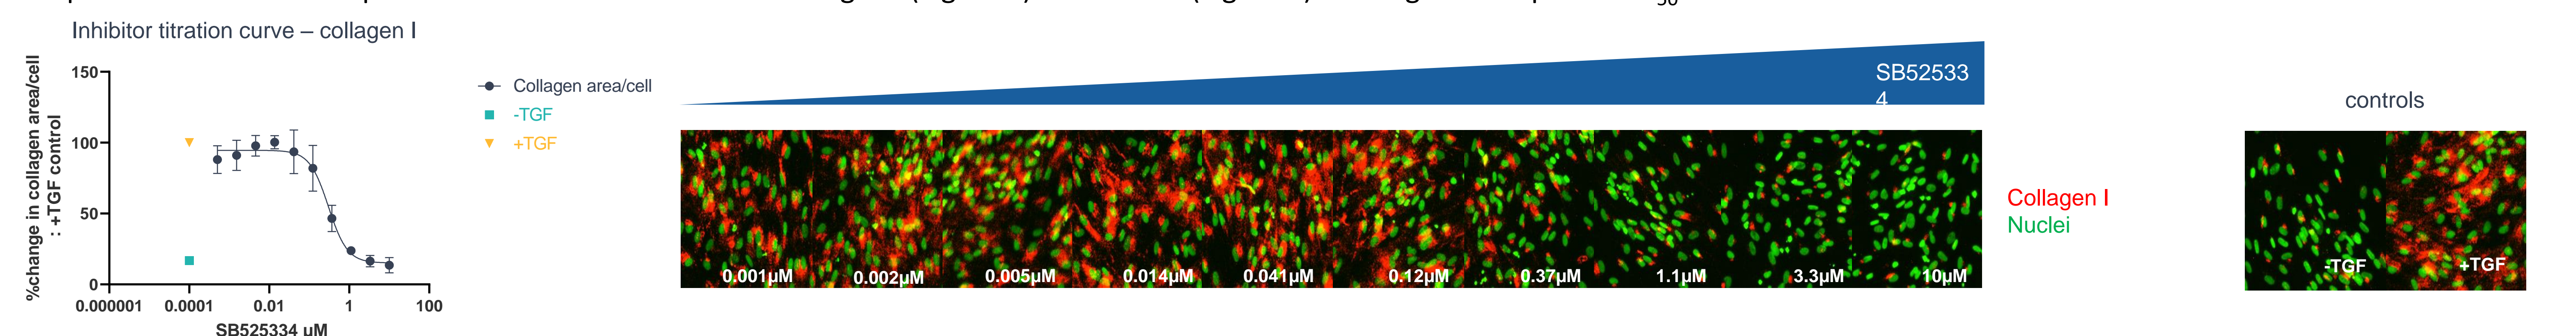 Inhibitor titration curve – collagen I
%change in collagen area/cell
: +TGF control
150
100
50
0
0.000001
0.0001
0.01
1
100
SB525334 µM
Collagen area/cell
-TGF
+TGF
SB52533
4
0.001µM
0.002µM
0.005µM
0.014µM
0.041µM
0.12µM
0.37µM
1.1µM
3.3µM
10µM
Collagen I
Nuclei
controls
-TGF
+TGF